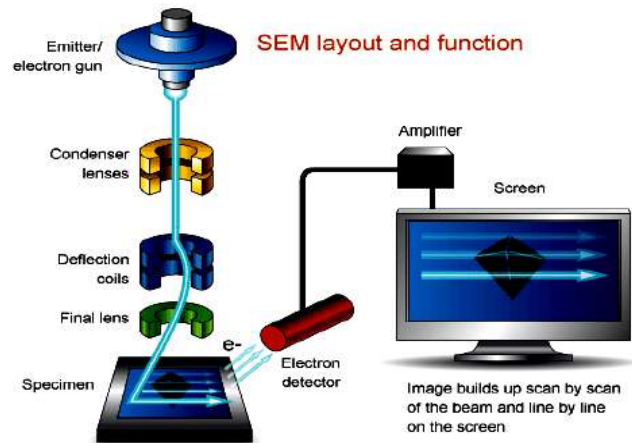 SEM layout and function
Emitter/
electron gun
Condenser
lenses
Amplifier
Screen
Deflection
coils
Final lens
e-
Electron
detector
Specimen
Image builds up scan by scan
of the beam and line by line
on the screen